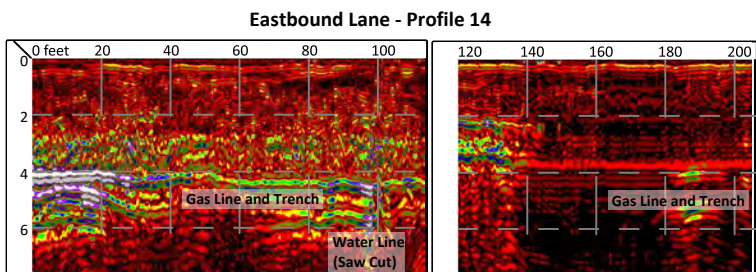 Eastbound Lane - Profile 14
0 feet 20 40 60 80 100
120 140 160 180 200
0
2
4
6
Gas Line and Trench
Water Line
(Saw Cut)
Gas Line and Trench